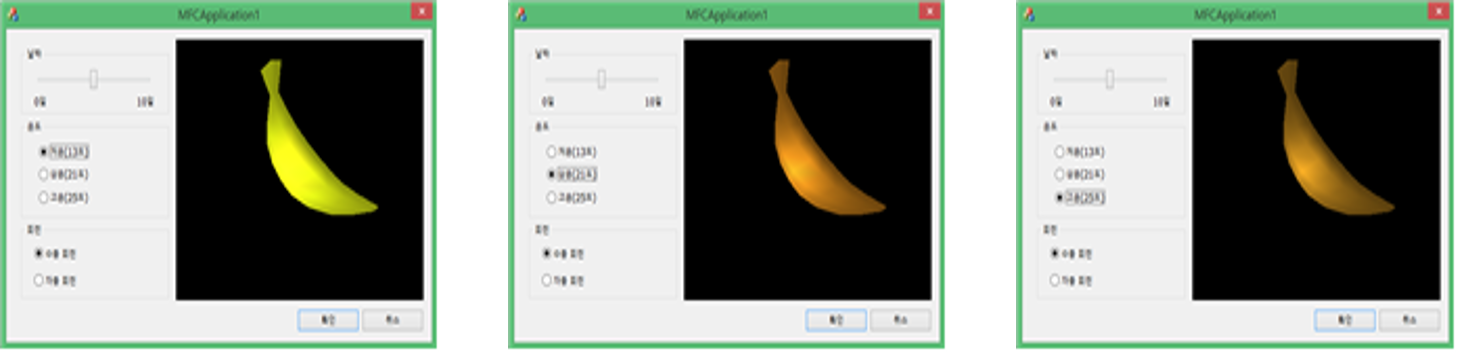 MFCApplication1
날짜
0일 10일
온도
저온(13도)
상온(21도)
고온(25도)
회전
수동 회전
자동 회전
확인 취소
MFCApplication1
날짜
0일 10일
온도
저온(13도)
상온(21도)
고온(25도)
회전
수동 회전
자동 회전
확인 취소
MFCApplication1
날짜
0일 10일
온도
저온(13도)
상온(21도)
고온(25도)
회전
수동 회전
자동 회전
확인 취소